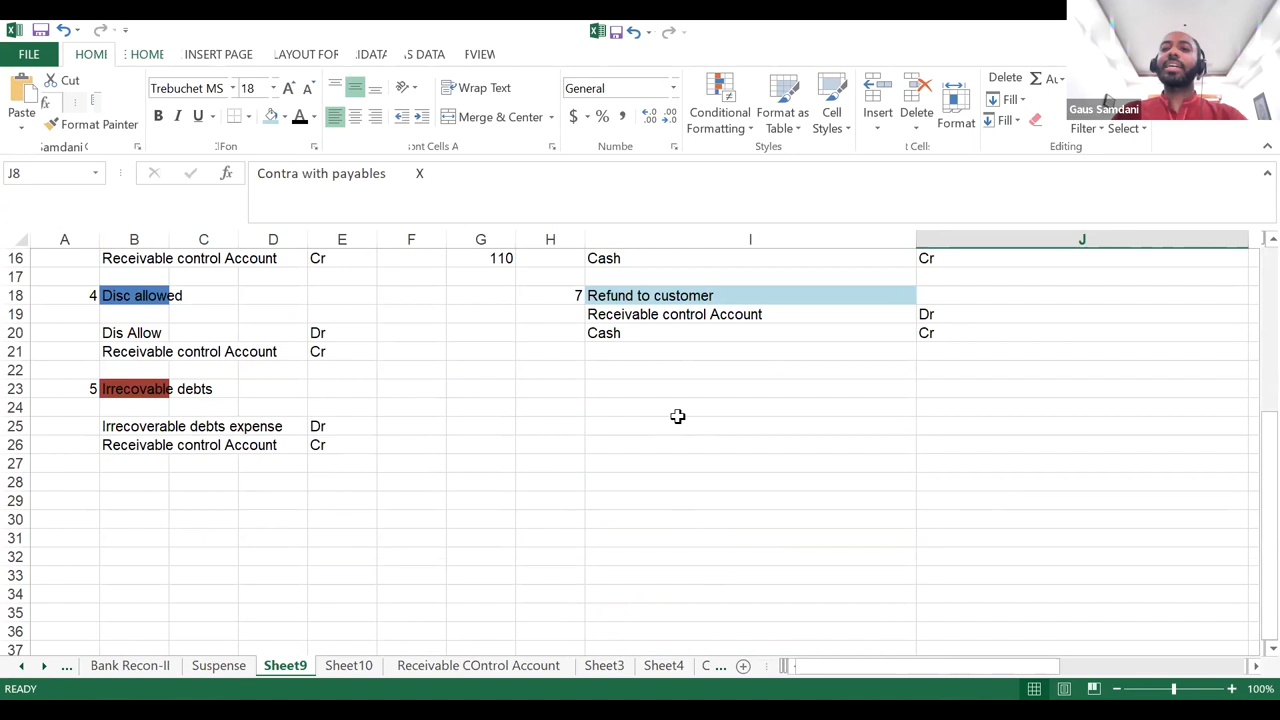 FILE HOME HOME INSERT PAGE LAYOUT FOR DATA S DATA VIEW
Cut
Paste
Format Painter
Samdani
Trebuchet MS 18
Wrap Text
Merge & Center
General
$ % ,
Conditional Formatting
Format as Table
Cell Styles
Insert
Delete
Format
Delete
Fill
Fill
Filter Select
Fon
ont Cells A
Numbe
Styles
Cell
Editing
Gaus Samdani
J8 fx Contra with payables X
A B C D E F G H I J
16 Receivable control Account Cr 110 Cash Cr
17
18 4 Disc allowed 7 Refund to customer
19 Receivable control Account Dr
20 Dis Allow Dr Cash Cr
21 Receivable control Account Cr
22
23 5 Irrecovable debts
24
25 Irrecoverable debts expense Dr
26 Receivable control Account Cr
27
28
29
30
31
32
33
34
35
36
37
... Bank Recon-II Suspense Sheet9 Sheet10 Receivable COntrol Account Sheet3 Sheet4 C ...
READY 100%